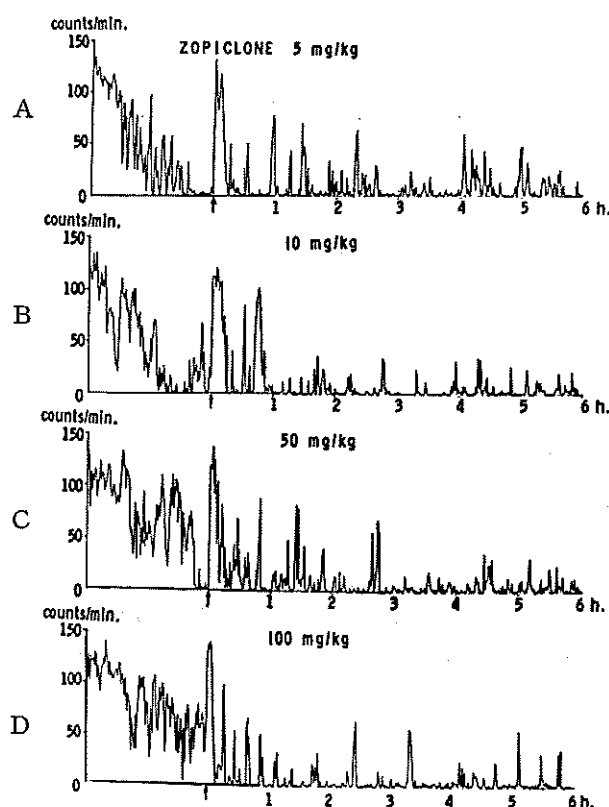 counts/min.
ZOPICLONE 5 mg/kg
150
A
100
50
0
1 2 3 4 5 6 h.
counts/min.
10 mg/kg
150
B
100
50
0
1 2 3 4 5 6 h.
counts/min.
50 mg/kg
150
C
100
50
0
1 2 3 4 5 6 h.
counts/min.
100 mg/kg
150
D
100
50
0
1 2 3 4 5 6 h.